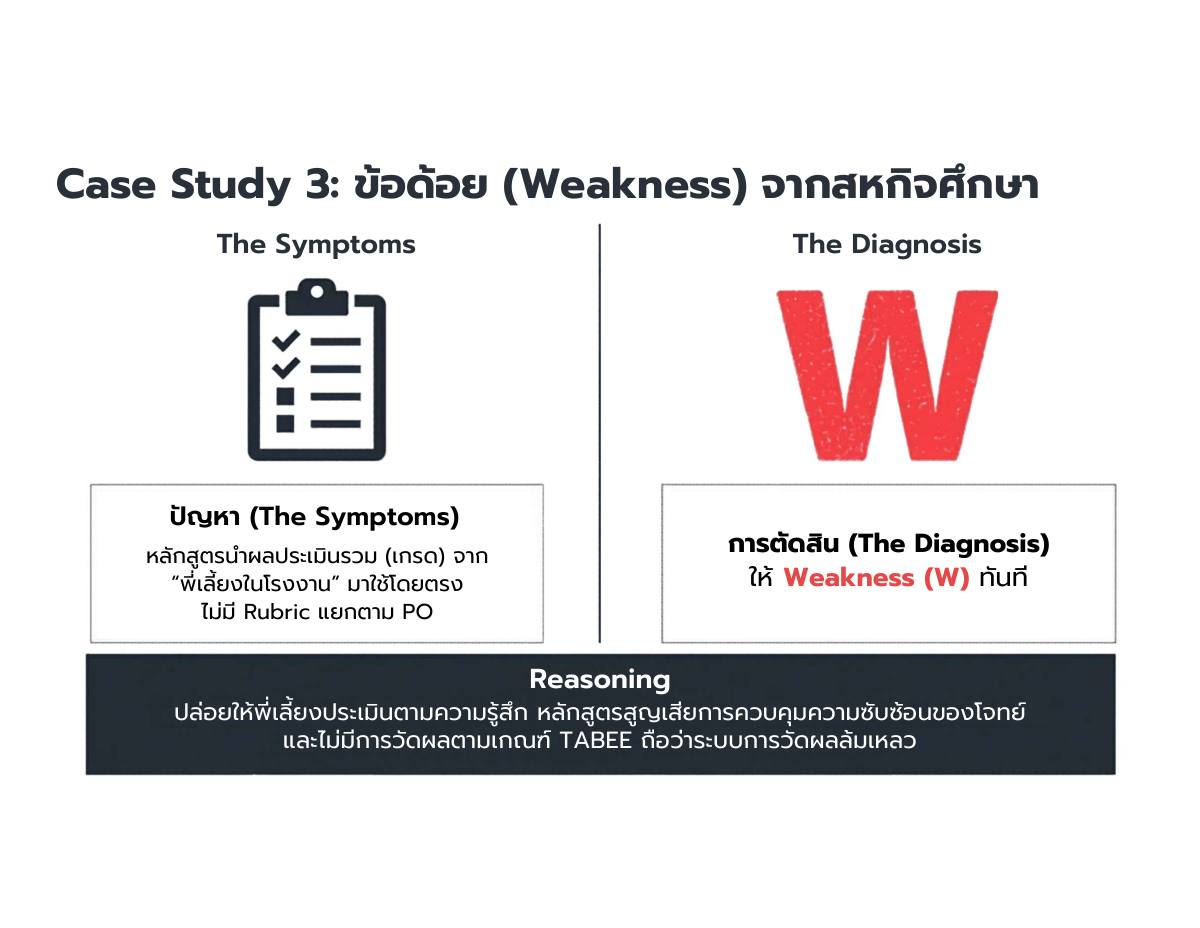 Case Study 3: ข้อด้อย (Weakness) จากสหกิจศึกษา
The Symptoms
ปัญหา (The Symptoms)
หลักสูตรนำผลประเมินรวม (เกรด) จาก
“พี่เลี้ยงในโรงงาน” มาใช้โดยตรง
ไม่มี Rubric แยกตาม PO
The Diagnosis
W
การตัดสิน (The Diagnosis)
ให้ Weakness (W) ทันที
Reasoning
ปล่อยให้พี่เลี้ยงประเมินตามความรู้สึก หลักสูตรสูญเสียการควบคุมความซับซ้อนของโจทย์
และไม่มีการวัดผลตามเกณฑ์ TABEE ถือว่าระบบการวัดผลล้มเหลว